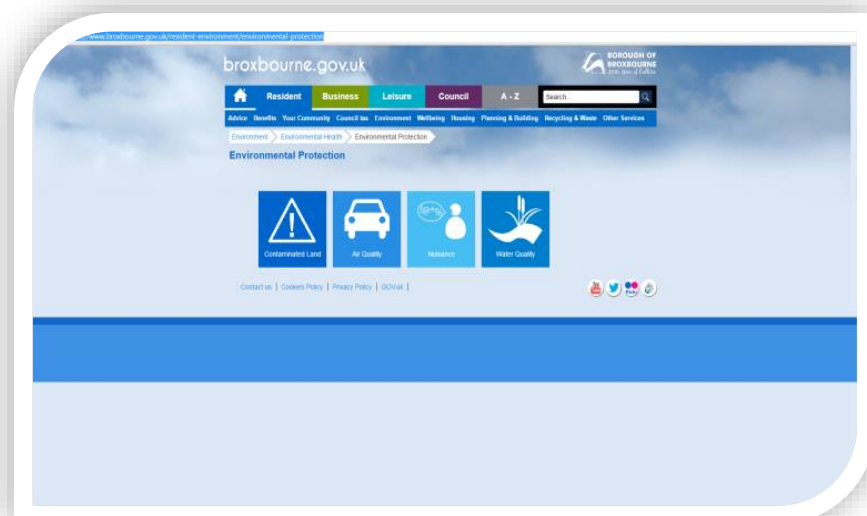 www.broxbourne.gov.uk/resident-environment/environmental-protection
broxbourne.gov.uk
BOROUGH OF
BROXBOURNE
Resident Business Leisure Council A - Z Search...
Advice Benefits Your Community Council tax Environment Wellbeing Housing Planning & Building Recycling & Waste Other Services
Environment Environmental Health Environmental Protection
Environmental Protection
Contaminated Land Air Quality Nuisance Water Quality
Contact us | Cookies Policy | Privacy Policy | GOV.uk |